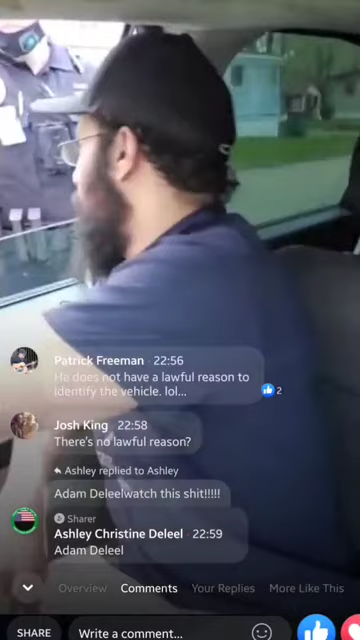 Patrick Freeman · 22:56
He does not have a lawful reason to
identify the vehicle. lol...
2
Josh King · 22:58
There's no lawful reason?
Ashley replied to Ashley
Adam Deleelwatch this shit!!!!!
Sharer
Ashley Christine Deleel · 22:59
Adam Deleel
Overview Comments Your Replies More Like This
SHARE Write a comment...